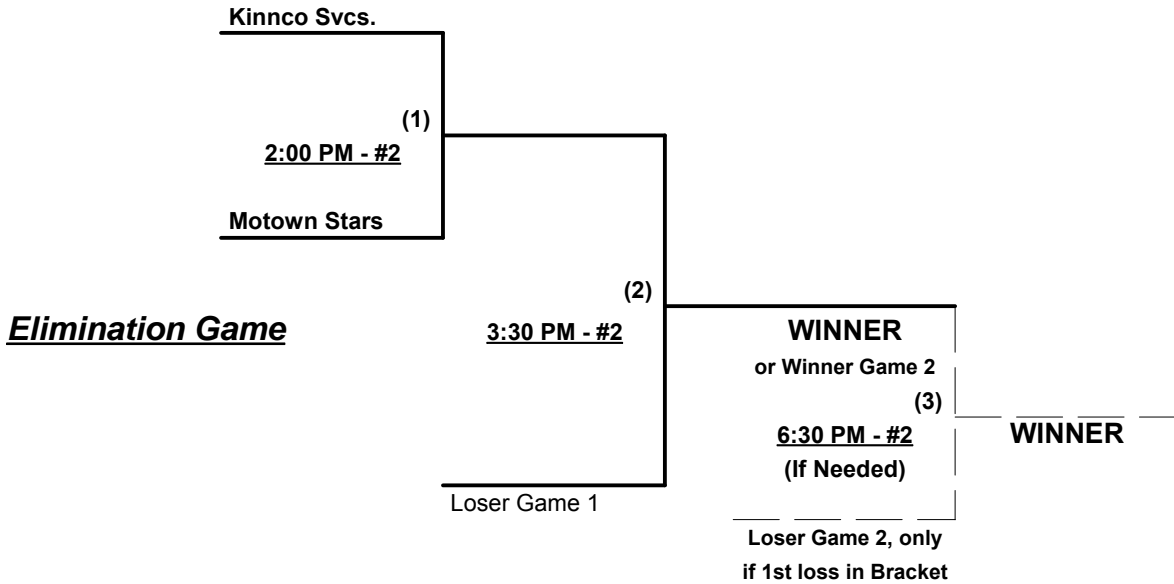 Kinnco Svcs.
(1)
2:00 PM - #2
Motown Stars
(2)
Elimination Game
3:30 PM - #2
WINNER
or Winner Game 2
(3)
6:30 PM - #2
WINNER
(If Needed)
Loser Game 1
Loser Game 2, only
if 1st loss in Bracket